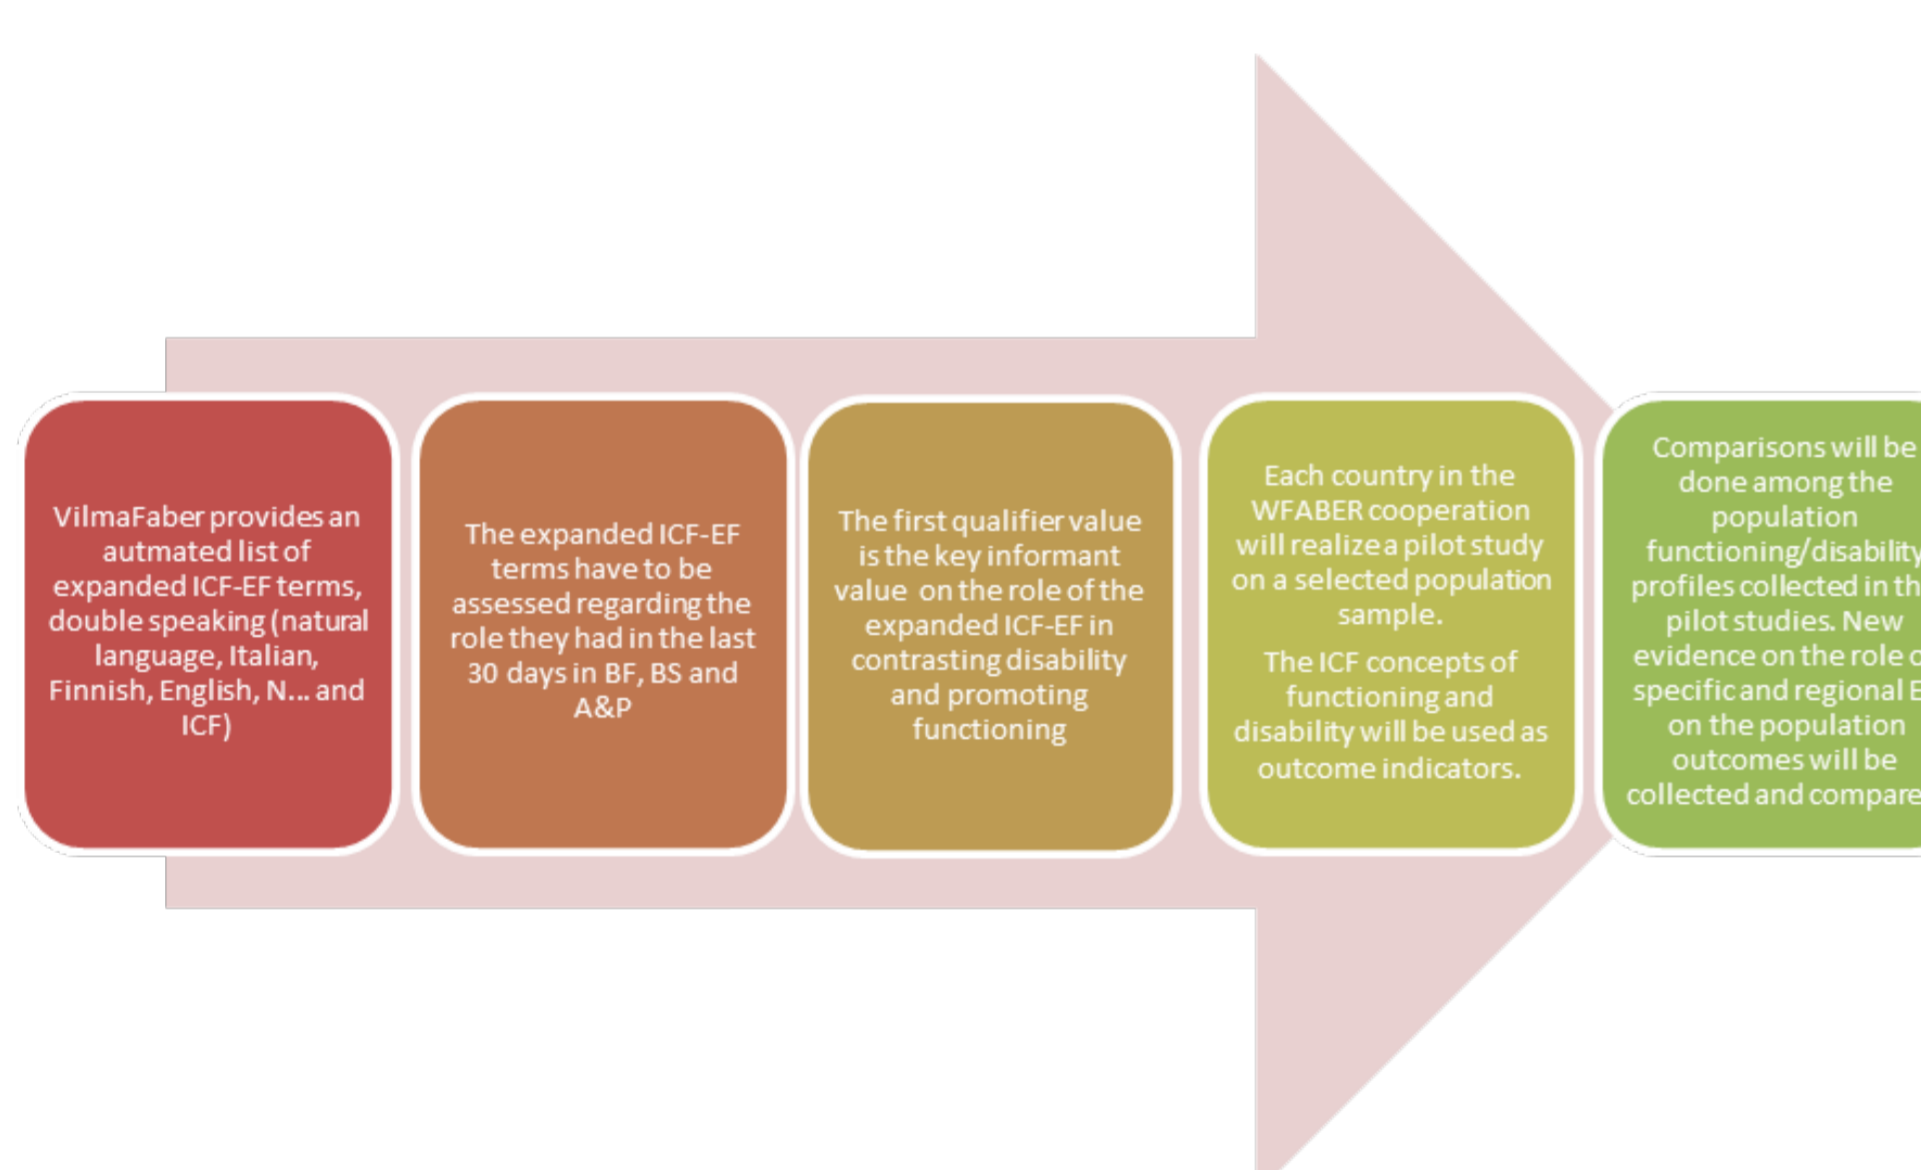 VilmaFaber provides an
autmated list of
expanded ICF-EF terms,
double speaking (natural
language, Italian,
Finnish, English, N... and
ICF)
The expanded ICF-EF
terms have to be
assessed regarding the
role they had in the last
30 days in BF, BS and
A&P
The first qualifier value
is the key informant
value on the role of the
expanded ICF-EF in
contrasting disability
and promoting
functioning
Each country in the
WFABER cooperation
will realize a pilot study
on a selected population
sample.
The ICF concepts of
functioning and
disability will be used as
outcome indicators.
Comparisons will be
done among the
population
functioning/disability
profiles collected in
pilot studies. New
evidence on the role
specific and regional
on the population
outcomes will be
collected and